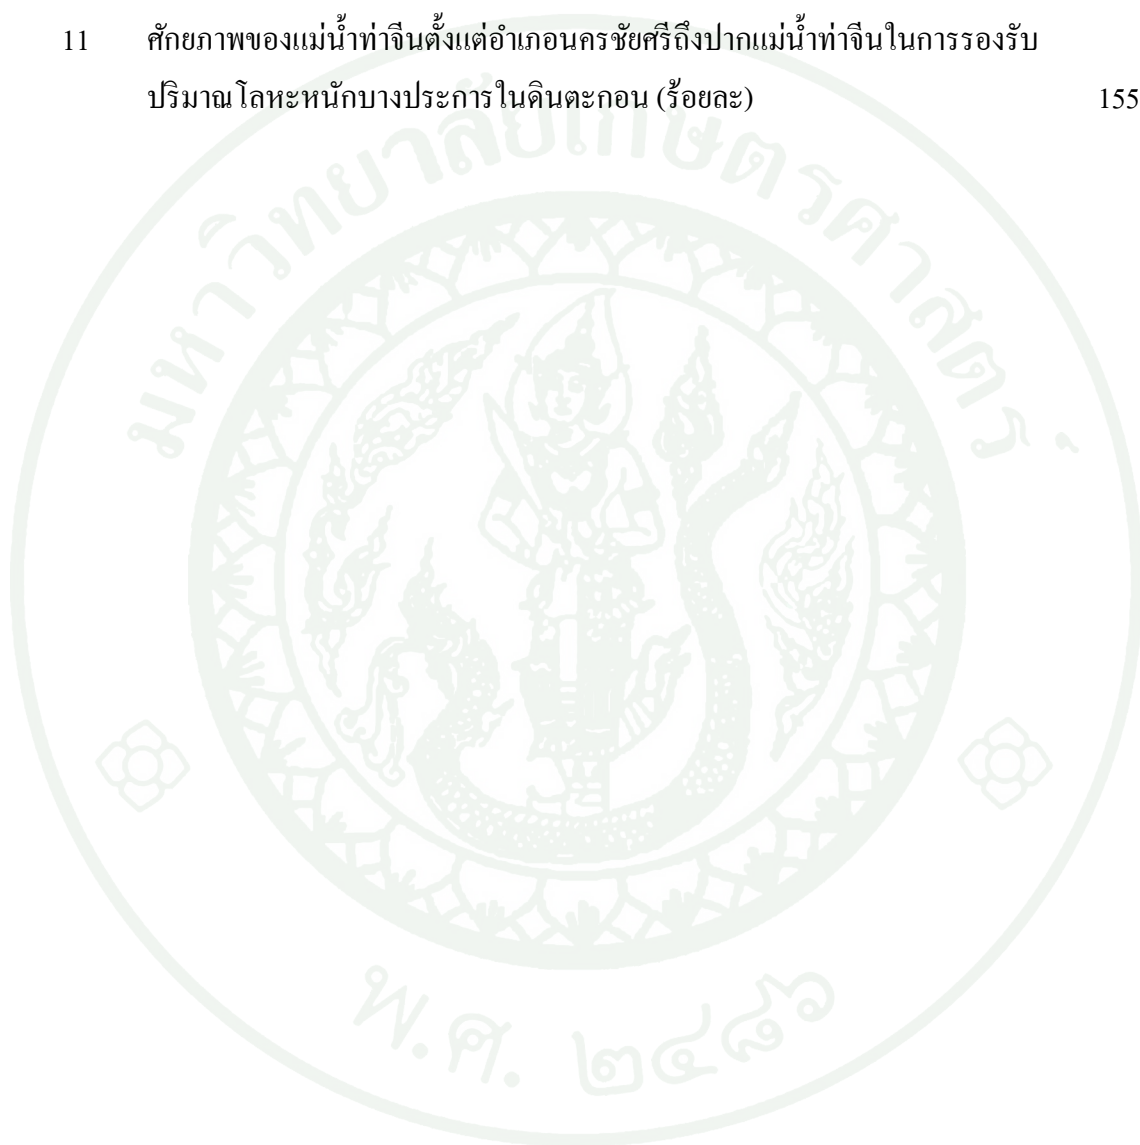 11 ศักยภาพของแม่น้ำท่าจีนตั้งแต่อำเภอนครชัยศรีถึงปากแม่น้ำท่าจีนในการรองรับ
ปริมาณโลหะหนักบางประการในดินตะกอน (ร้อยละ) 155
มหาวิทยาลัยเกษตรศาสตร์
พ.ศ. ๒๔๘๖